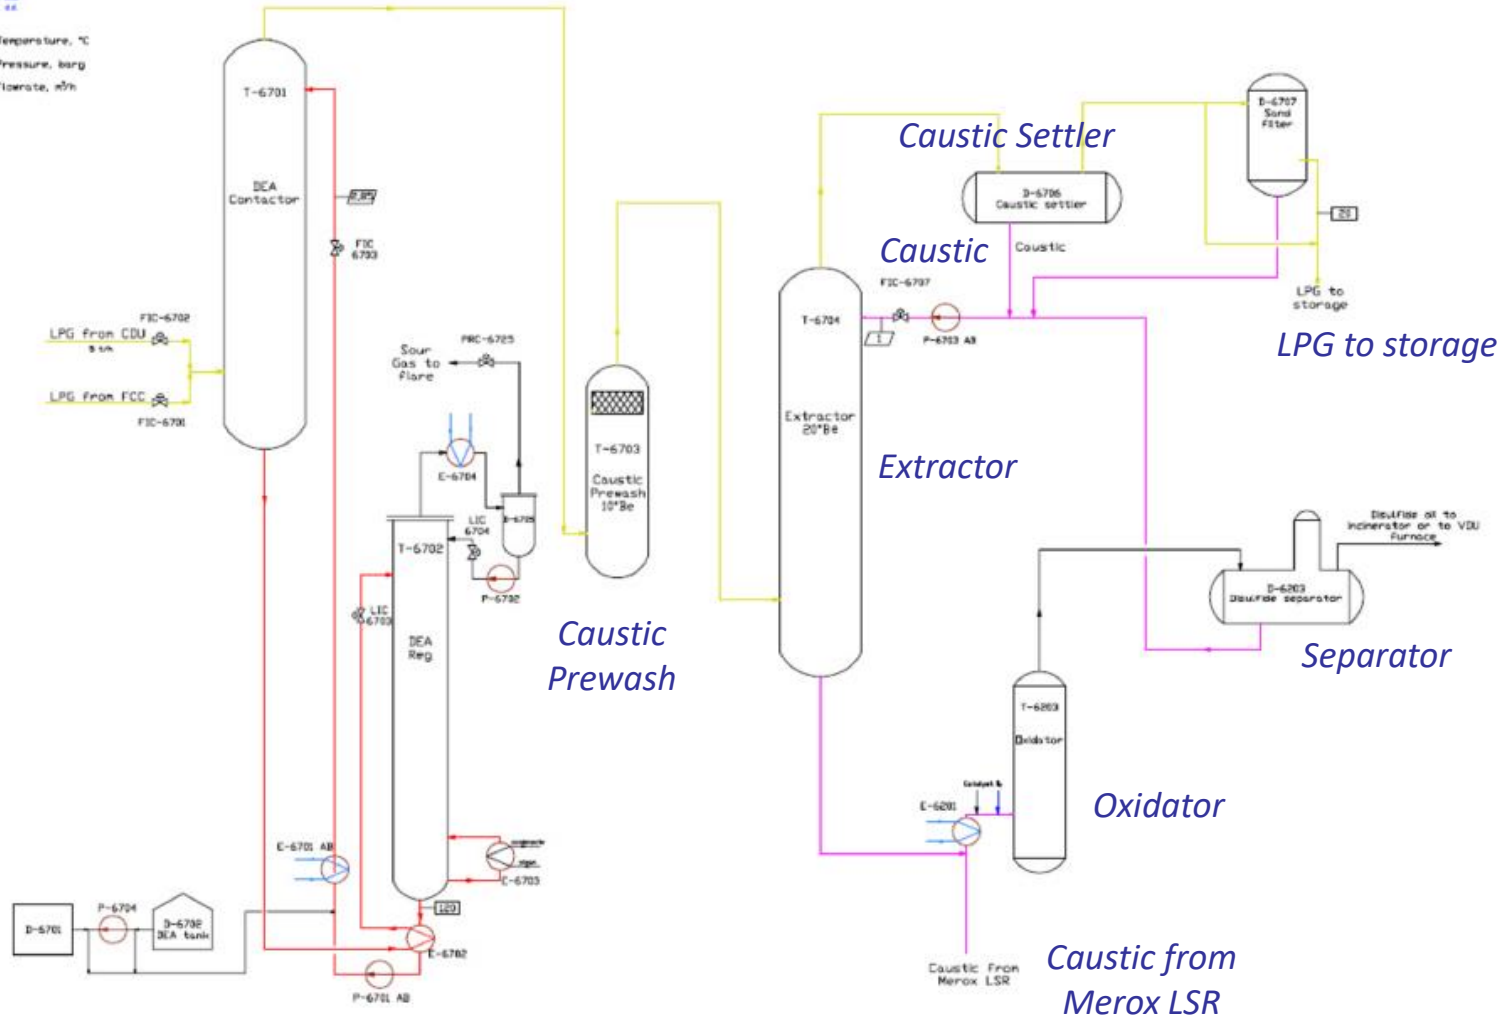 Temperature, °C
Pressure, barg
Flowrate, m³/h
T-6701
DEA
Contactor
FIC
6703
FIC-6702
LPG from CDU
LPG from FCC
FIC-6701
Sour
Gas to
flare
PRC-6725
E-6704
LIC
6704
P-6702
T-6702
LIC
6703
DEA
Reg
E-6703
120
E-6702
E-6701 AB
P-6701 AB
D-6701
P-6704
D-6702
DEA tank
T-6703
Caustic
Prewash
10°Be
Caustic
Prewash
Caustic Settler
D-6706
Caustic settler
Caustic
Caustic
FIC-6707
T-6704
1
P-6703 AB
Extractor
20°Be
Extractor
D-6707
Sand
Filter
20
LPG to
storage
LPG to storage
Disulfide oil to
incinerator or to VDU
Furnace
D-6203
Disulfide separator
Separator
T-6203
Oxidator
Oxidator
E-6201
Caustic From
Merox LSR
Caustic from
Merox LSR